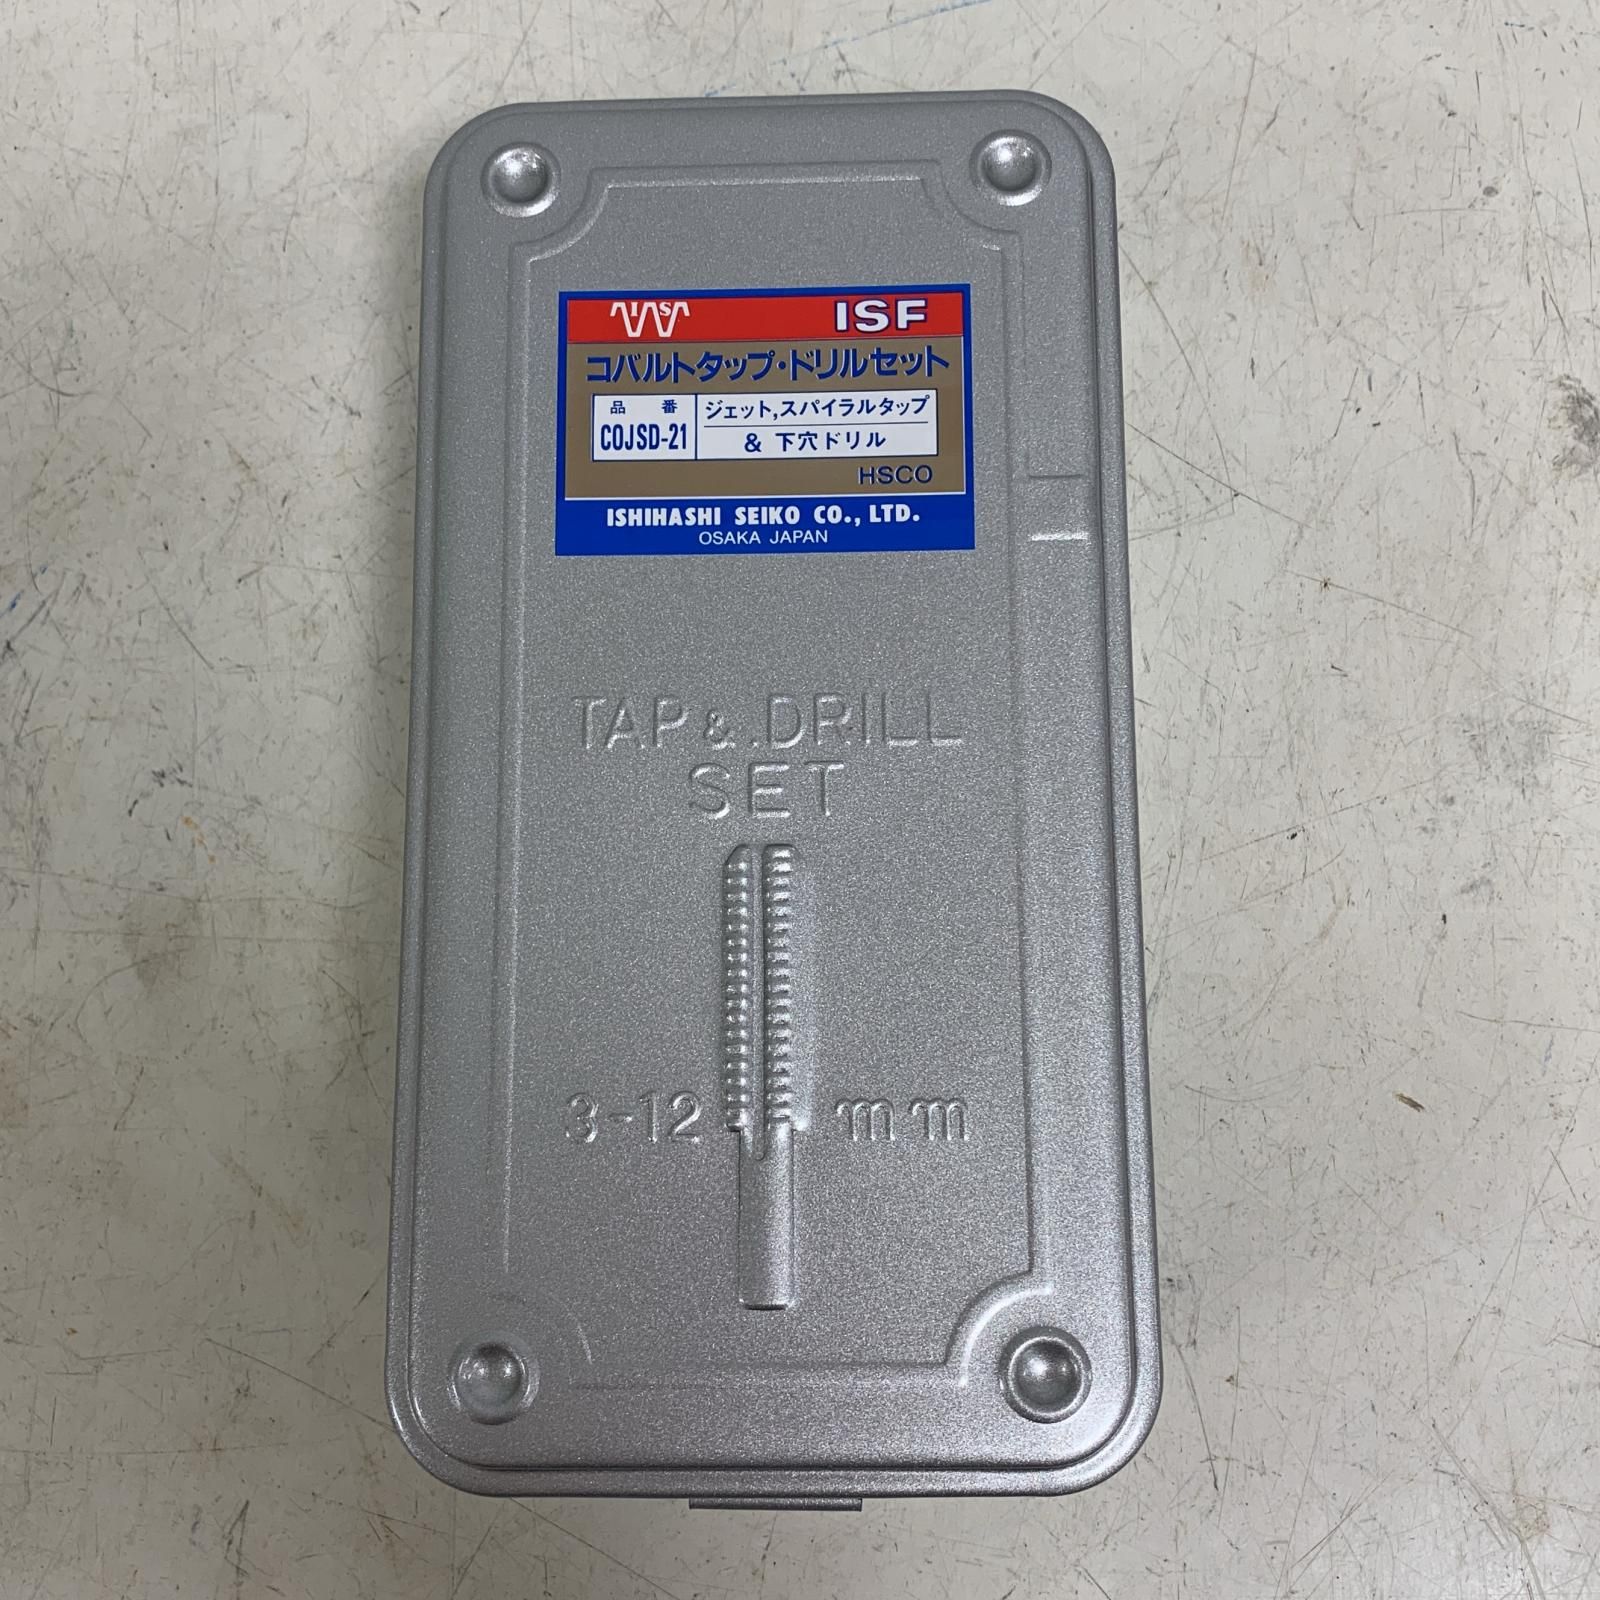 IS
ISF
コバルトタップ・ドリルセット
品 番
COJSD-21
ジェット,スパイラルタップ
& 下穴ドリル
HSCO
ISHIHASHI SEIKO CO., LTD.
OSAKA JAPAN
TAP & DRILL
SET
3-12 mm